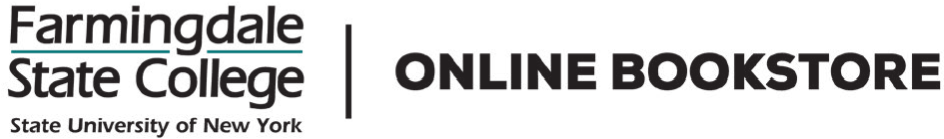 Farmingdale
State College
State University of New York
ONLINE BOOKSTORE